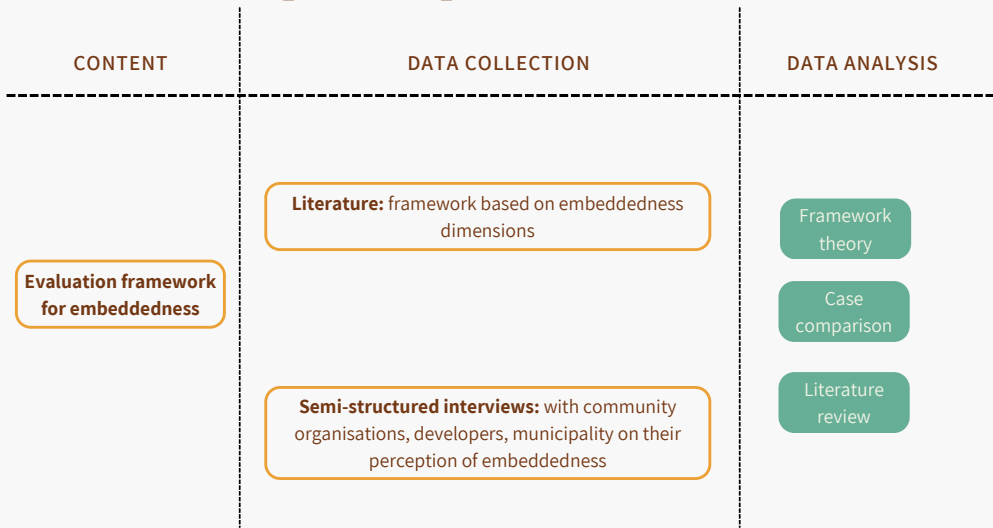 CONTENT
DATA COLLECTION
DATA ANALYSIS
Evaluation framework
for embeddedness
Literature: framework based on embeddedness
dimensions
Semi-structured interviews: with community
organisations, developers, municipality on their
perception of embeddedness
Framework
theory
Case
comparison
Literature
review